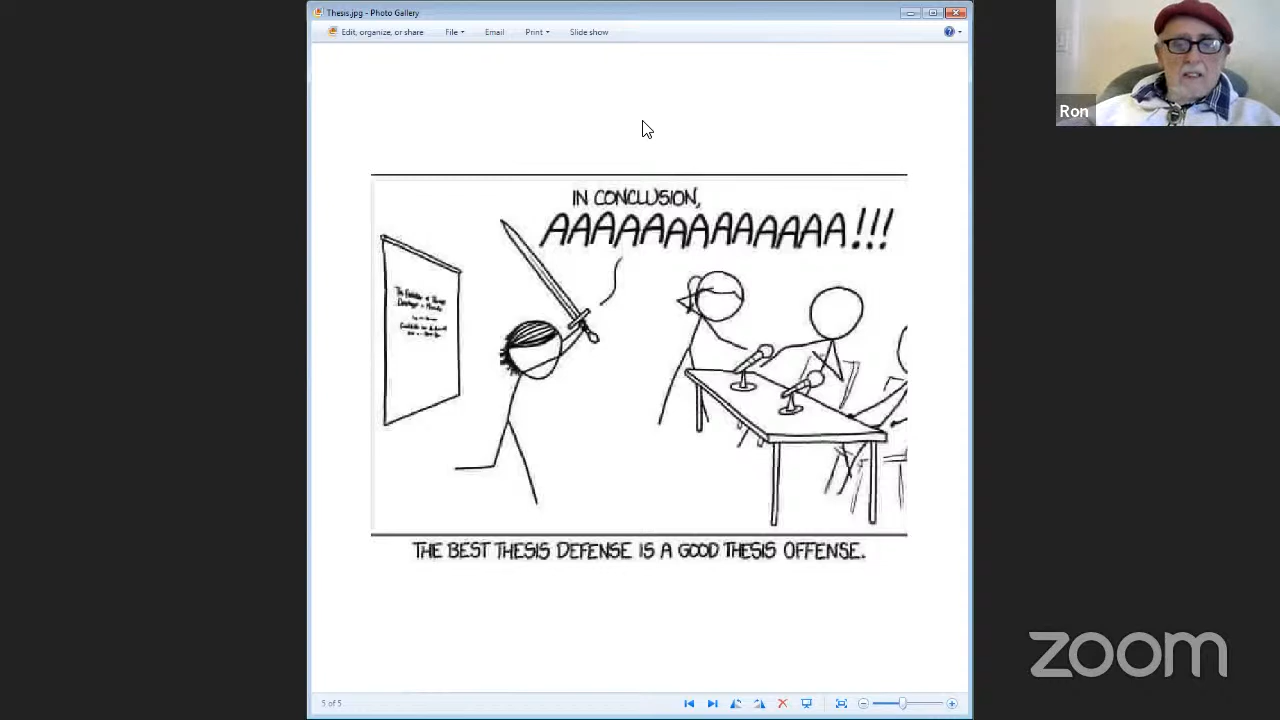 Thesis.jpg - Photo Gallery
Edit, organize, or share File Email Print Slide show
Ron
IN CONCLUSION,
AAAAAAAAAAAAA!!!
THE BEST THESIS DEFENSE IS A GOOD THESIS OFFENSE.
zoom
5 of 5